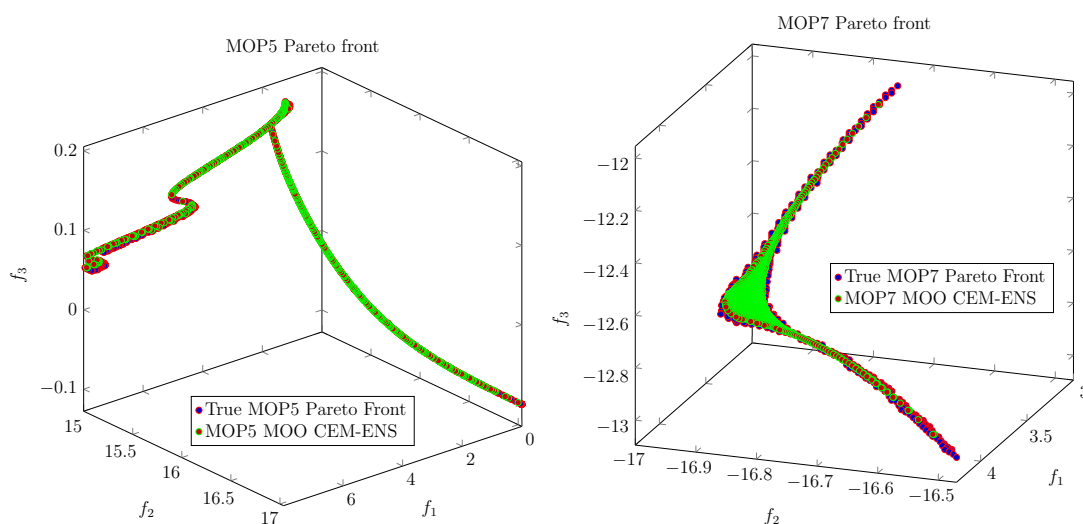 MOP5 Pareto front
0.2
0.1
0
−0.1
f3
15
15.5
16
16.5
17
f2
6
4
2
0
f1
True MOP5 Pareto Front
MOP5 MOO CEM-ENS
MOP7 Pareto front
−12
−12.2
−12.4
−12.6
−12.8
−13
f3
−17
−16.9
−16.8
−16.7
−16.6
−16.5
f2
4
3.5
3
f1
True MOP7 Pareto Front
MOP7 MOO CEM-ENS